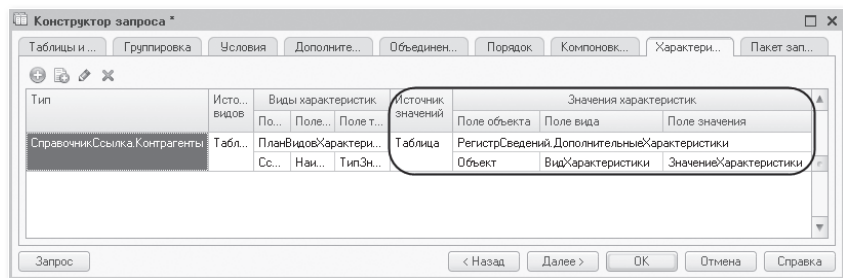 Конструктор запроса *
Таблицы и ... Группировка Условия Дополните... Объединен... Порядок Компоновк... Характери... Пакет зап...
Тип Исто... видов Виды характеристик Источник значений Значения характеристик
По... Поле... Поле т... Поле объекта Поле вида Поле значения
СправочникСсылка.Контрагенты Табл... ПланВидовХарактери... Таблица РегистрСведений.ДополнительныеХарактеристики
Сс... Наи... ТипЗн... Объект ВидХарактеристики ЗначениеХарактеристики
Запрос < Назад Далее > OK Отмена Справка